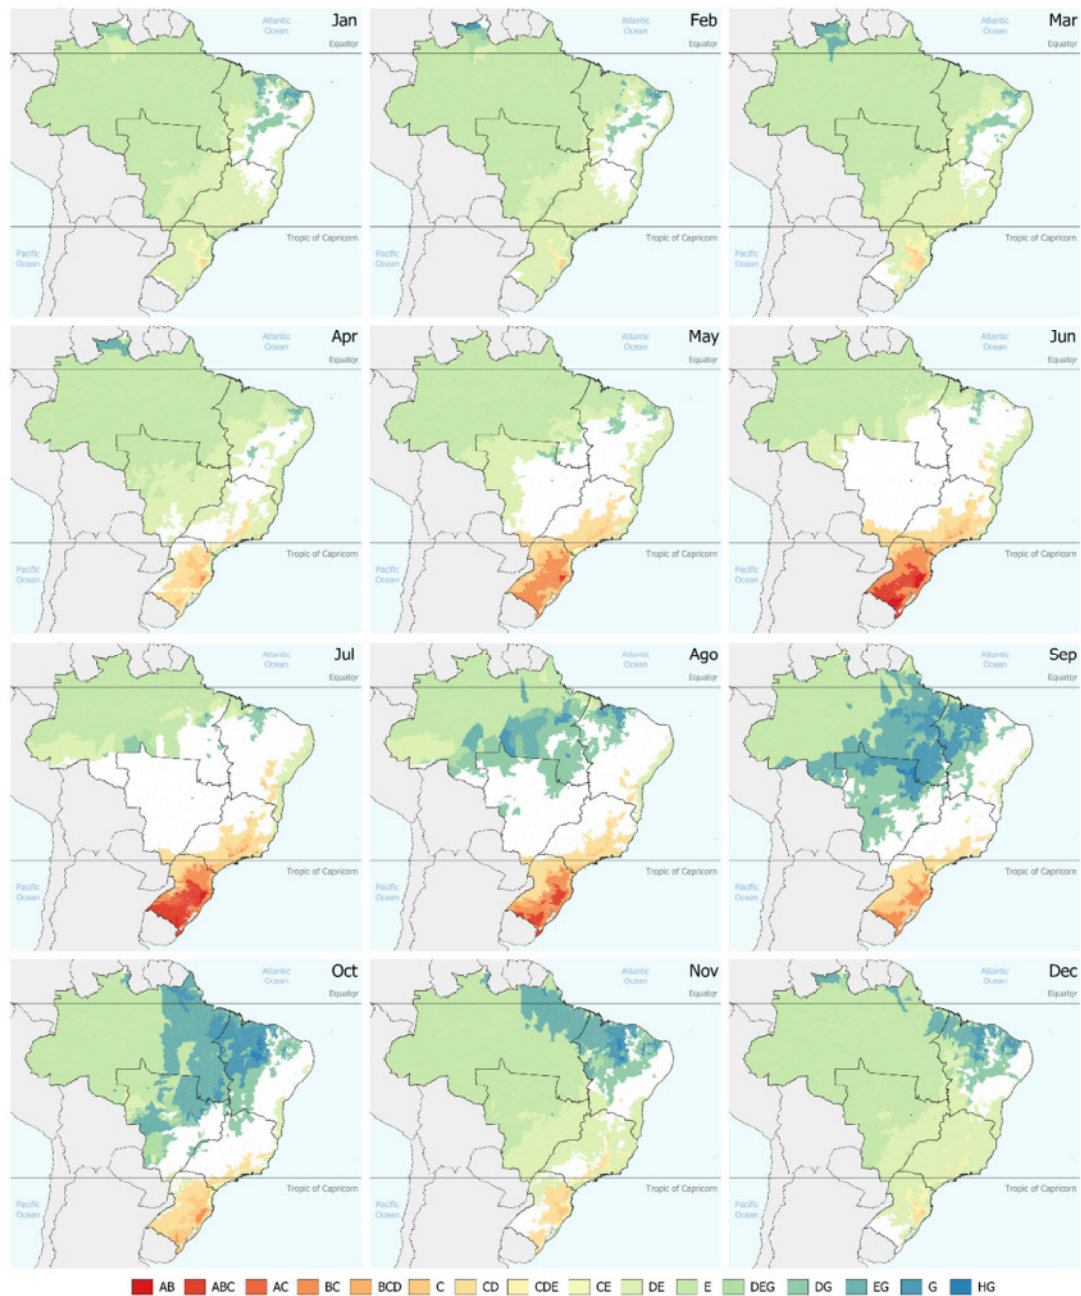 Jan
Atlantic
Ocean
Equator
Tropic of Capricorn
Pacific
Ocean
Feb
Atlantic
Ocean
Equator
Tropic of Capricorn
Pacific
Ocean
Mar
Atlantic
Ocean
Equator
Tropic of Capricorn
Pacific
Ocean
Apr
Atlantic
Ocean
Equator
Tropic of Capricorn
Pacific
Ocean
May
Atlantic
Ocean
Equator
Tropic of Capricorn
Pacific
Ocean
Jun
Atlantic
Ocean
Equator
Tropic of Capricorn
Pacific
Ocean
Jul
Atlantic
Ocean
Equator
Tropic of Capricorn
Pacific
Ocean
Ago
Atlantic
Ocean
Equator
Tropic of Capricorn
Pacific
Ocean
Sep
Atlantic
Ocean
Equator
Tropic of Capricorn
Pacific
Ocean
Oct
Atlantic
Ocean
Equator
Tropic of Capricorn
Pacific
Ocean
Nov
Atlantic
Ocean
Equator
Tropic of Capricorn
Pacific
Ocean
Dec
Atlantic
Ocean
Equator
Tropic of Capricorn
Pacific
Ocean
AB ABC AC BC BCD C CD CDE CE DE E DEG DG EG G HG